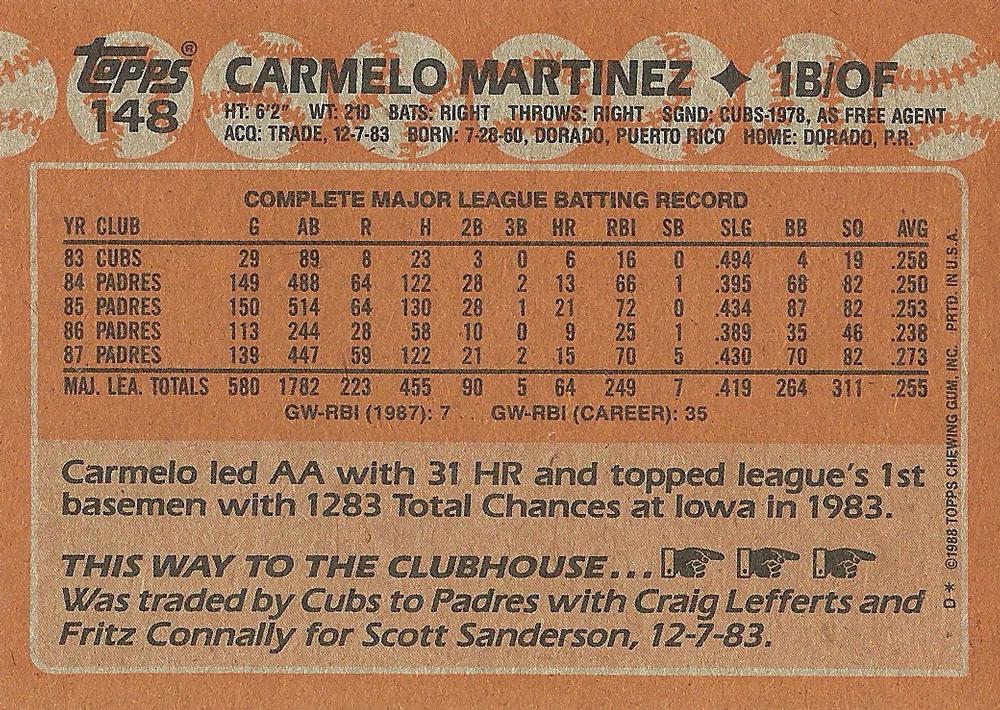 Topps®
148
CARMELO MARTINEZ ✦ 1B/OF
HT: 6'2" WT: 210 BATS: RIGHT THROWS: RIGHT SGND: CUBS-1978, AS FREE AGENT
ACQ: TRADE, 12-7-83 BORN: 7-28-60, DORADO, PUERTO RICO HOME: DORADO, P.R.
COMPLETE MAJOR LEAGUE BATTING RECORD
YR CLUB G AB R H 2B 3B HR RBI SB SLG BB SO AVG
83 CUBS 29 89 8 23 3 0 6 16 0 .494 4 19 .258
84 PADRES 149 488 64 122 28 2 13 66 1 .395 68 82 .250
85 PADRES 150 514 64 130 28 1 21 72 0 .434 87 82 .253
86 PADRES 113 244 28 58 10 0 9 25 1 .389 35 46 .238
87 PADRES 139 447 59 122 21 2 15 70 5 .430 70 82 .273
MAJ. LEA. TOTALS 580 1782 223 455 90 5 64 249 7 .419 264 311 .255
GW-RBI (1987): 7 GW-RBI (CAREER): 35
Carmelo led AA with 31 HR and topped league's 1st
basemen with 1283 Total Chances at Iowa in 1983.
THIS WAY TO THE CLUBHOUSE...
Was traded by Cubs to Padres with Craig Lefferts and
Fritz Connally for Scott Sanderson, 12-7-83.
D* ©1988 TOPPS CHEWING GUM, INC. PRTD. IN U.S.A.